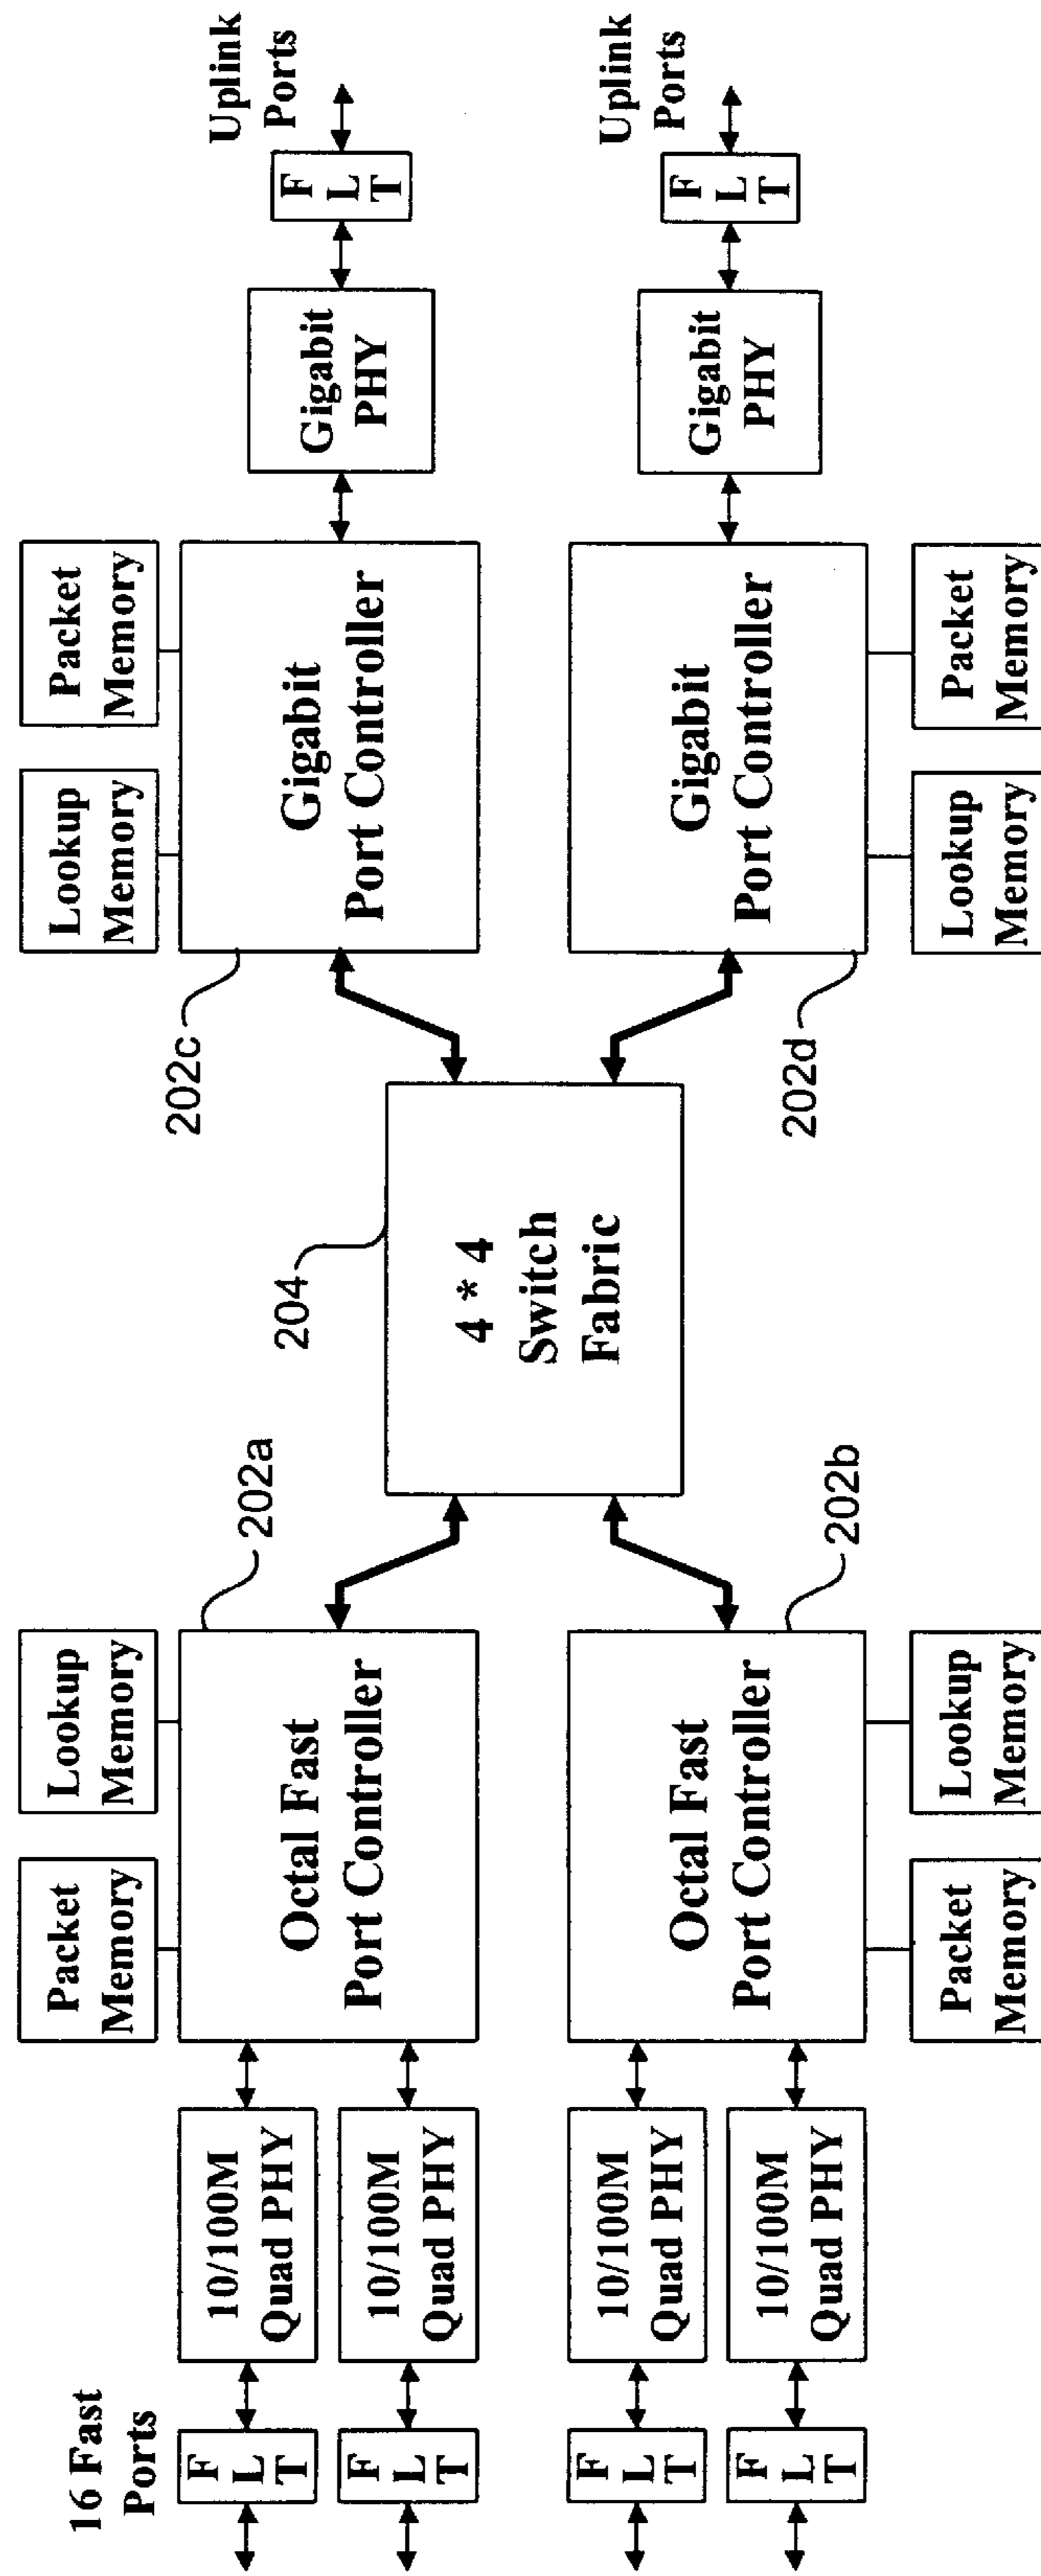 16 Fast
Ports
F
L
T
10/100M
Quad PHY
F
L
T
10/100M
Quad PHY
Packet
Memory
Lookup
Memory
Octal Fast
Port Controller
202a
F
L
T
10/100M
Quad PHY
F
L
T
10/100M
Quad PHY
Octal Fast
Port Controller
202b
Packet
Memory
Lookup
Memory
204
4 * 4
Switch
Fabric
202c
Lookup
Memory
Packet
Memory
Gigabit
Port Controller
Gigabit
PHY
F
L
T
Uplink
Ports
202d
Gigabit
Port Controller
Lookup
Memory
Packet
Memory
Gigabit
PHY
F
L
T
Uplink
Ports